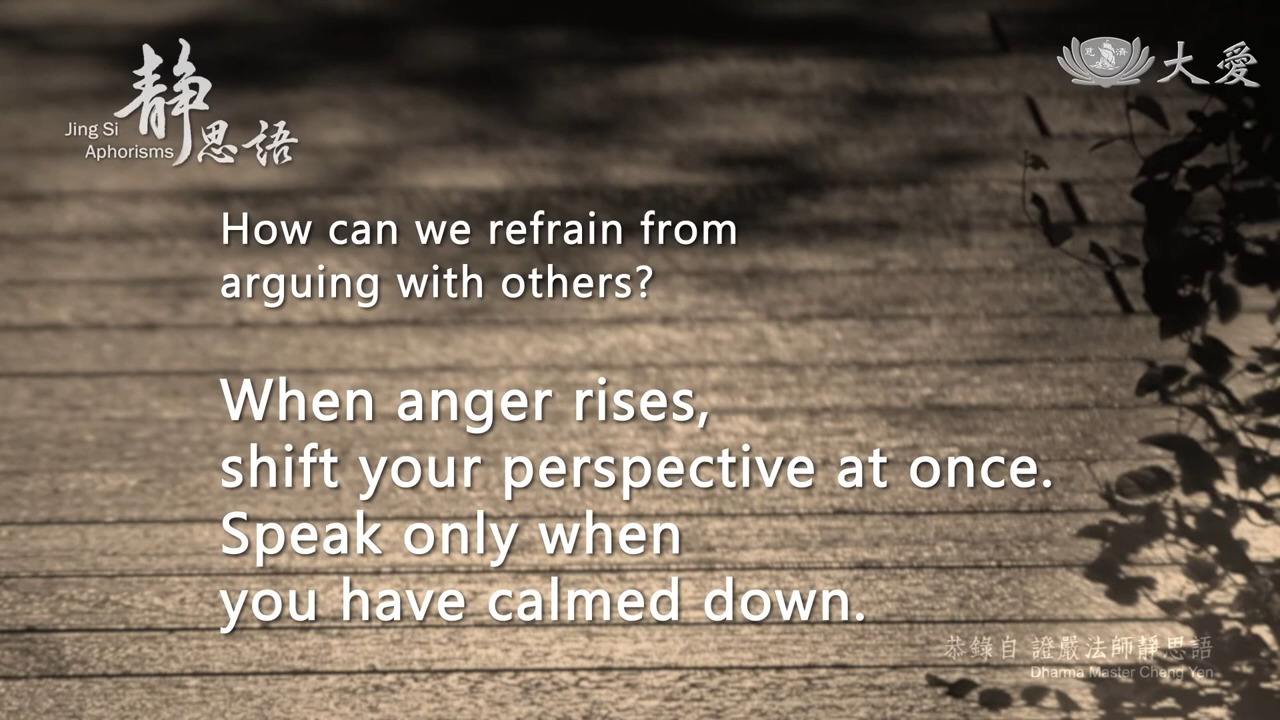 靜思語
Jing Si
Aphorisms
大愛
How can we refrain from
arguing with others?
When anger rises,
shift your perspective at once.
Speak only when
you have calmed down.
恭錄自 證嚴法師靜思語
Dharma Master Cheng Yen